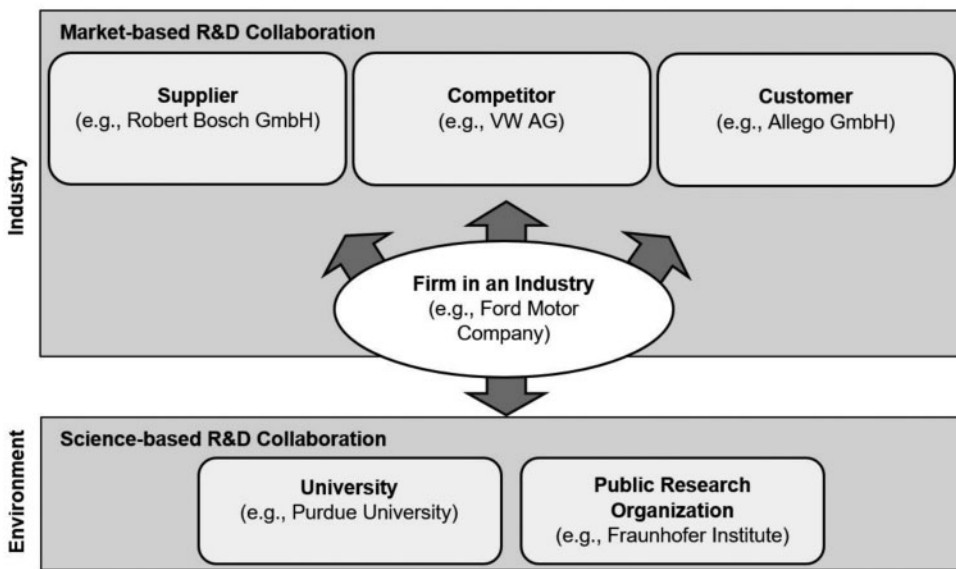 Market-based R&D Collaboration
Supplier
(e.g., Robert Bosch GmbH)
Competitor
(e.g., VW AG)
Customer
(e.g., Allego GmbH)
Industry
Firm in an Industry
(e.g., Ford Motor
Company)
Science-based R&D Collaboration
University
(e.g., Purdue University)
Public Research
Organization
(e.g., Fraunhofer Institute)
Environment